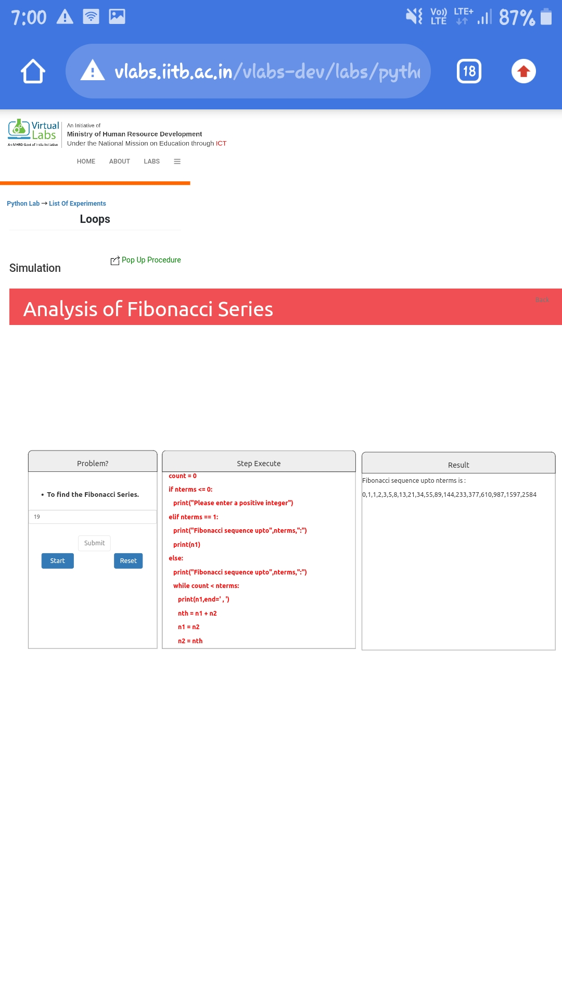 7:00
Vo)) LTE LTE+ 87%
vlabs.iitb.ac.in/vlabs-dev/labs/pyth
18
Virtual Labs
An MHRD Govt of India Initiative
An Initiative of
Ministry of Human Resource Development
Under the National Mission on Education through ICT
HOME ABOUT LABS
Python Lab → List Of Experiments
Loops
Pop Up Procedure
Simulation
Back
Analysis of Fibonacci Series
Problem?
• To find the Fibonacci Series.
19
Submit
Start Reset
Step Execute
count = 0
if nterms <= 0:
print("Please enter a positive integer")
elif nterms == 1:
print("Fibonacci sequence upto",nterms,":")
print(n1)
else:
print("Fibonacci sequence upto",nterms,":")
while count < nterms:
print(n1,end=' , ')
nth = n1 + n2
n1 = n2
n2 = nth
Result
Fibonacci sequence upto nterms is :
0,1,1,2,3,5,8,13,21,34,55,89,144,233,377,610,987,1597,2584